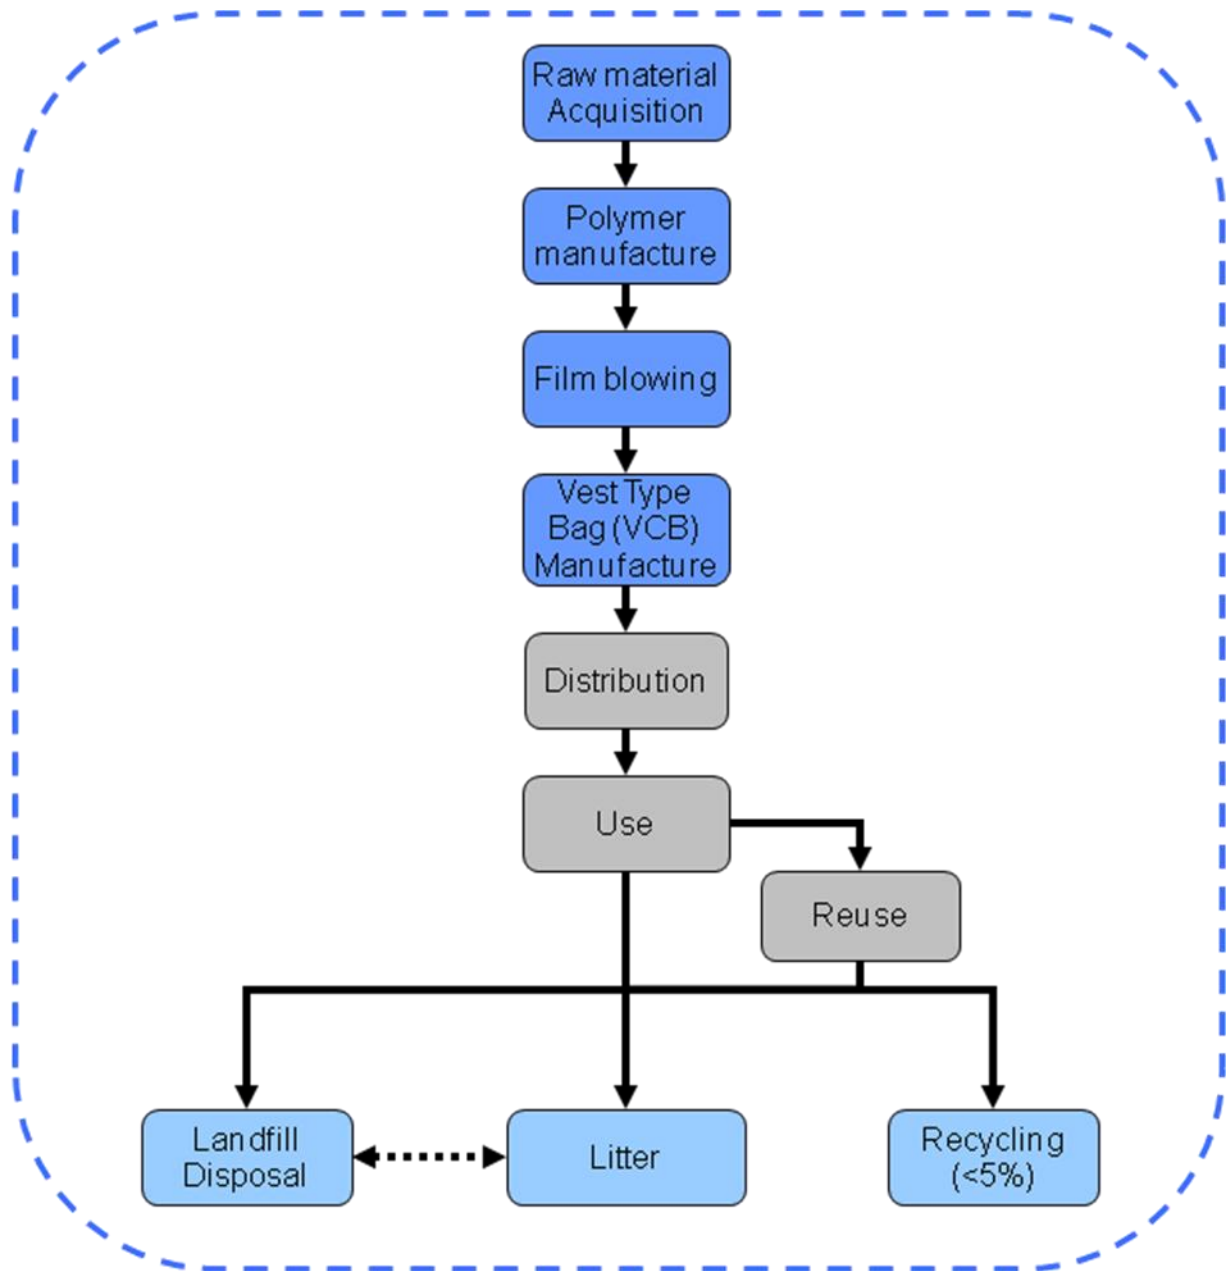 Raw material
Acquisition
Polymer
manufacture
Film blowing
Vest Type
Bag (VCB)
Manufacture
Distribution
Use
Reuse
Landfill
Disposal
Litter
Recycling
(<5%)